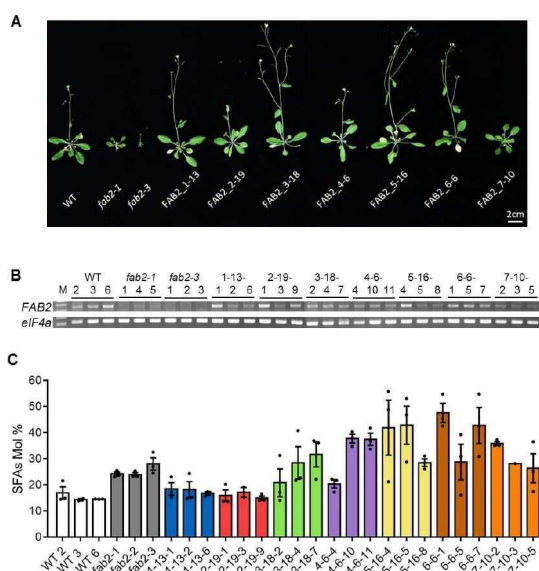 A
WT fab2-1 fab2-3 FAB2_1-13 FAB2_2-19 FAB2_3-18 FAB2_4-6 FAB2_5-16 FAB2_6-6 FAB2_7-10
2cm
B
WT fab2-1 fab2-3 1-13- 2-19- 3-18- 4-6- 5-16- 6-6- 7-10-
M 2 3 6 1 4 5 1 2 3 1 2 6 1 3 9 2 4 7 4 10 11 4 5 8 1 5 7 2 3 5
FAB2
eIF4a
C
SFAs Mol %
60
50
40
30
20
10
0
WT 2 WT 3 WT 6 fab2-1 fab2-2 fab2-3 1-13-1 1-13-2 1-13-6 2-19-1 2-19-3 2-19-9 3-18-2 3-18-4 3-18-7 4-6-4 4-6-10 4-6-11 5-16-4 5-16-5 5-16-8 6-6-1 6-6-5 6-6-7 7-10-2 7-10-3 7-10-5